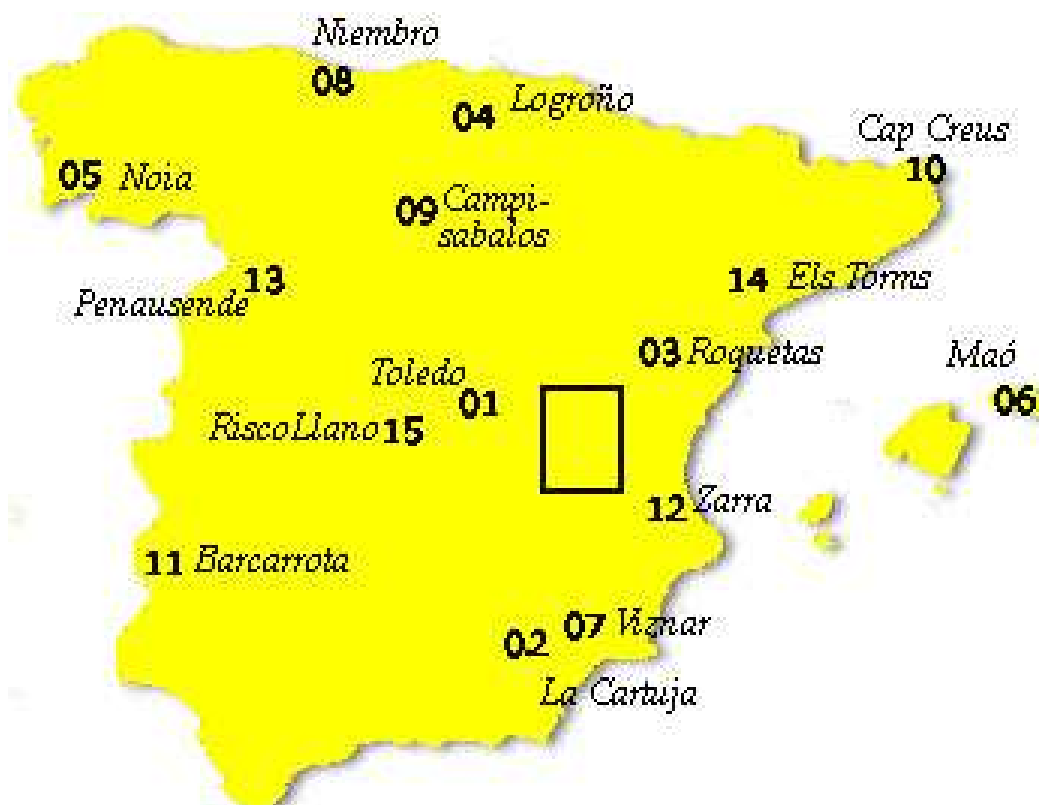 Niembro
08
04 Logroño
Cap Creus
10
05 Noia
09 Campi-
sabalos
13
Penausende
14 Els Torms
03 Roquetas
Maó
06
Toledo
01
RiscoLlano 15
12 Zarra
11 Barcarrota
07 Viznar
02
La Cartuja